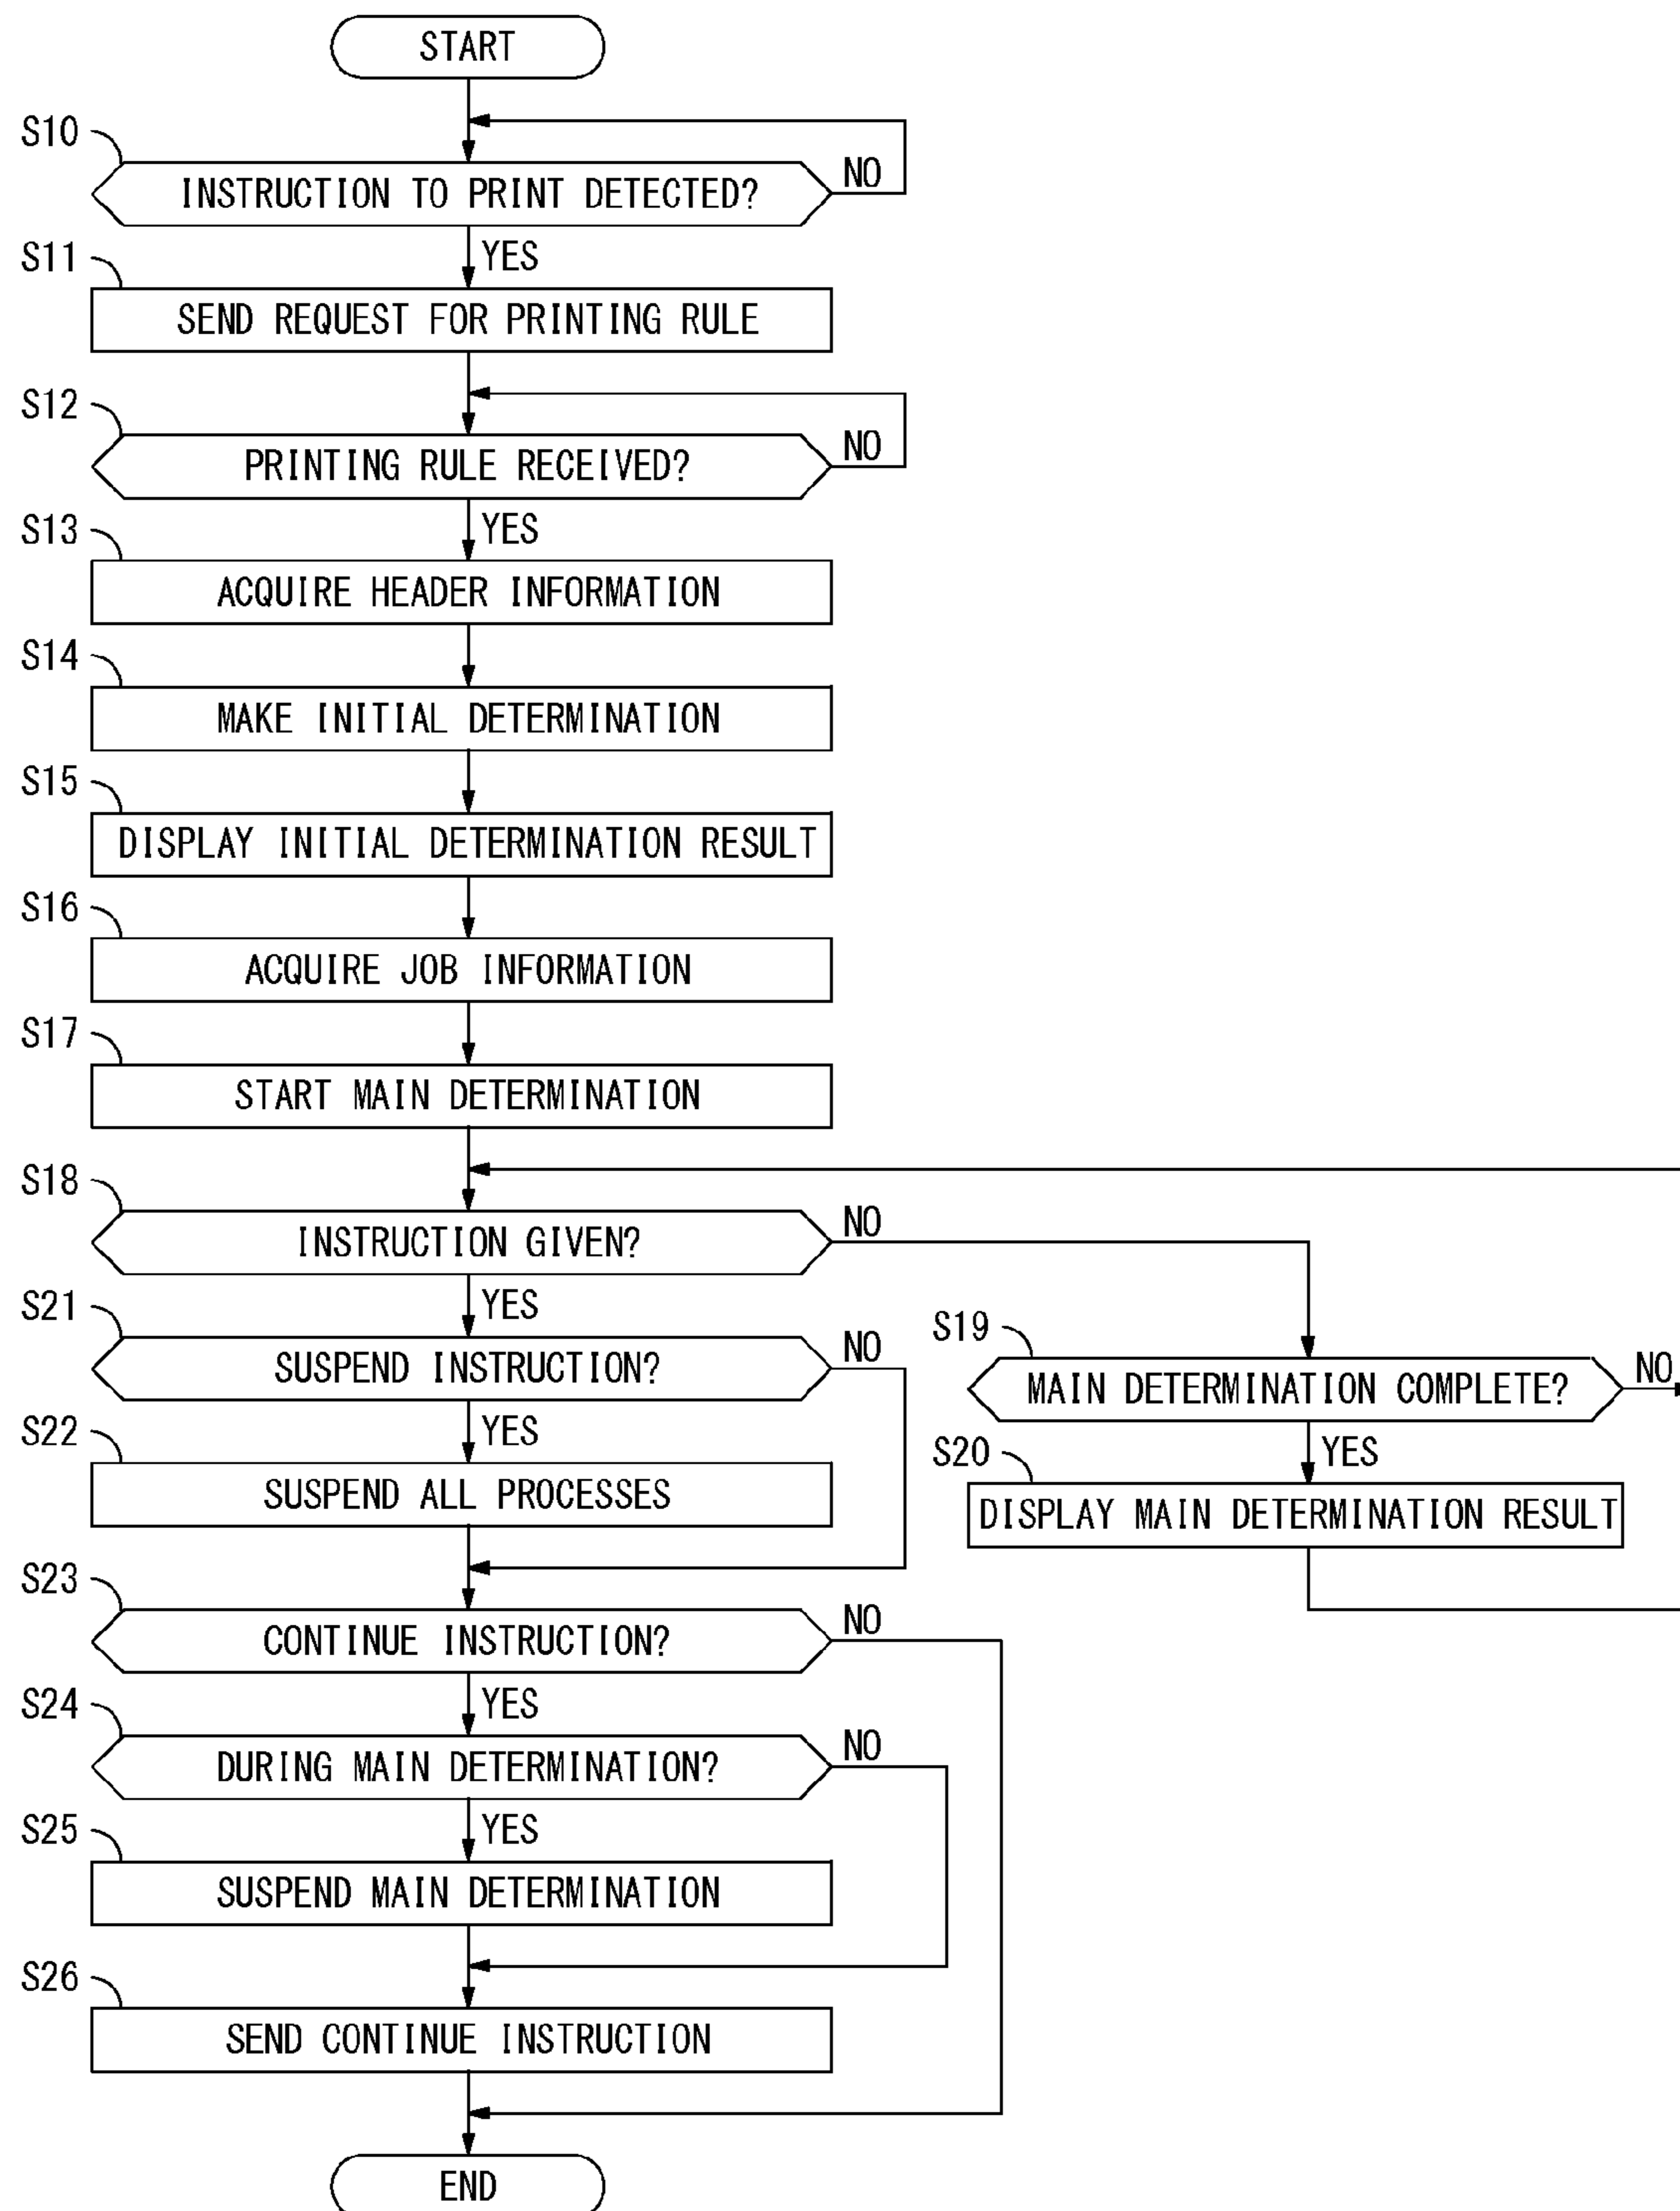 START
S10
INSTRUCTION TO PRINT DETECTED?
NO
YES
S11
SEND REQUEST FOR PRINTING RULE
S12
PRINTING RULE RECEIVED?
NO
YES
S13
ACQUIRE HEADER INFORMATION
S14
MAKE INITIAL DETERMINATION
S15
DISPLAY INITIAL DETERMINATION RESULT
S16
ACQUIRE JOB INFORMATION
S17
START MAIN DETERMINATION
S18
INSTRUCTION GIVEN?
NO
YES
S19
MAIN DETERMINATION COMPLETE?
NO
YES
S20
DISPLAY MAIN DETERMINATION RESULT
S21
SUSPEND INSTRUCTION?
NO
YES
S22
SUSPEND ALL PROCESSES
S23
CONTINUE INSTRUCTION?
NO
YES
S24
DURING MAIN DETERMINATION?
NO
YES
S25
SUSPEND MAIN DETERMINATION
S26
SEND CONTINUE INSTRUCTION
END